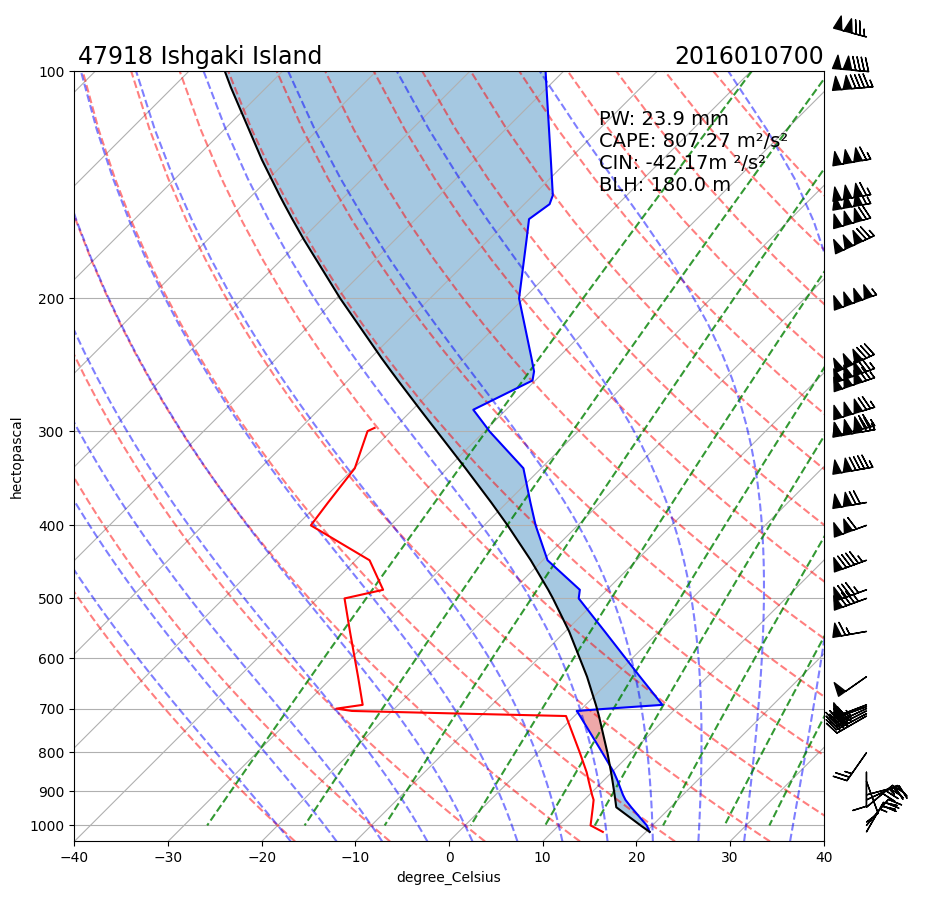 47918 Ishgaki Island 2016010700
PW: 23.9 mm
CAPE: 807.27 m²/s²
CIN: -42.17m ²/s²
BLH: 180.0 m
100
200
300
400
500
600
700
800
900
1000
hectopascal
−40 −30 −20 −10 0 10 20 30 40
degree_Celsius